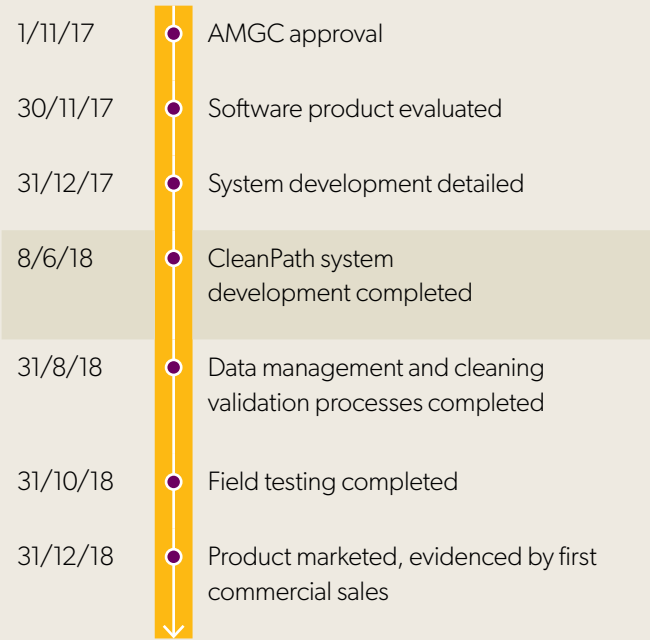 1/11/17 AMGC approval
30/11/17 Software product evaluated
31/12/17 System development detailed
8/6/18 CleanPath system
development completed
31/8/18 Data management and cleaning
validation processes completed
31/10/18 Field testing completed
31/12/18 Product marketed, evidenced by first
commercial sales